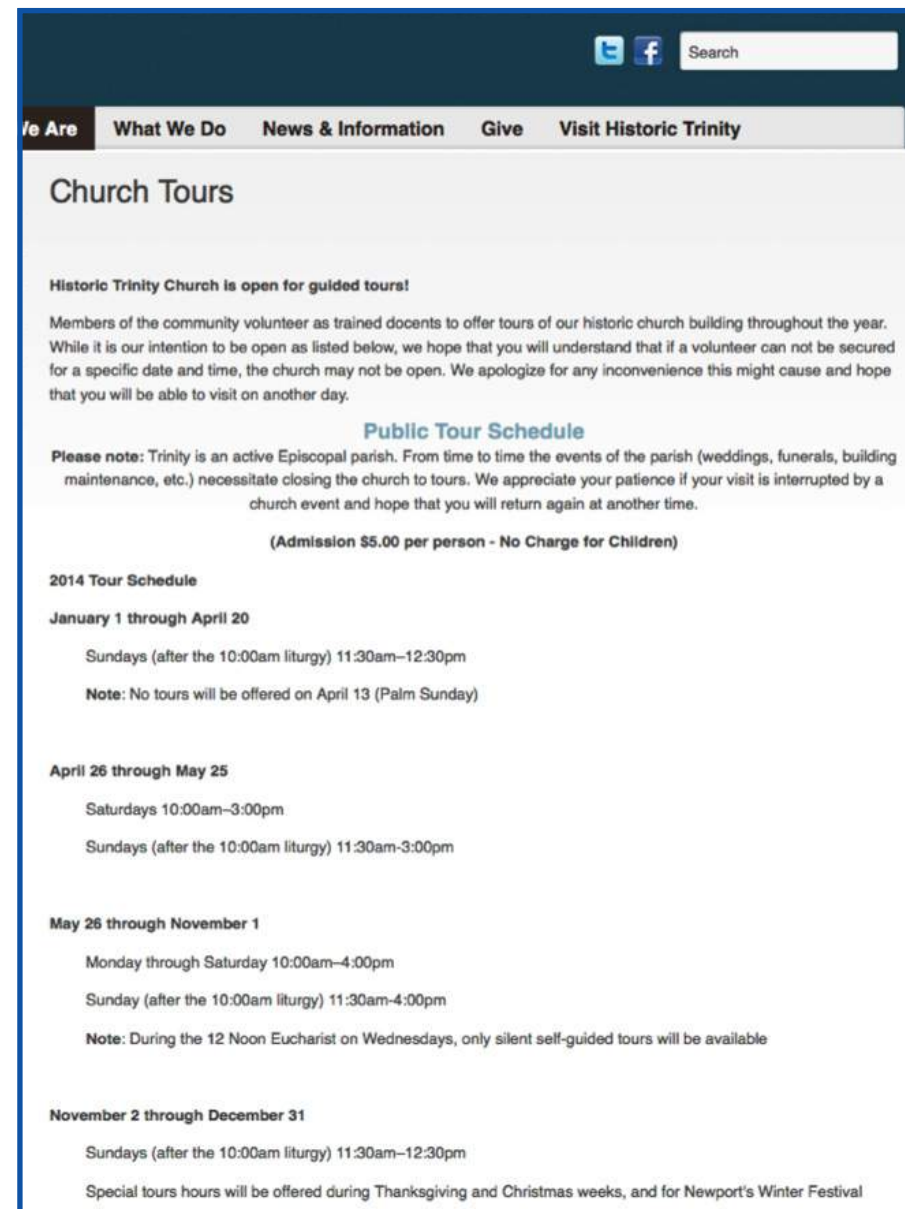 Search
We Are What We Do News & Information Give Visit Historic Trinity
Church Tours
Historic Trinity Church is open for guided tours!
Members of the community volunteer as trained docents to offer tours of our historic church building throughout the year.
While it is our intention to be open as listed below, we hope that you will understand that if a volunteer can not be secured
for a specific date and time, the church may not be open. We apologize for any inconvenience this might cause and hope
that you will be able to visit on another day.
Public Tour Schedule
Please note: Trinity is an active Episcopal parish. From time to time the events of the parish (weddings, funerals, building
maintenance, etc.) necessitate closing the church to tours. We appreciate your patience if your visit is interrupted by a
church event and hope that you will return again at another time.
(Admission $5.00 per person - No Charge for Children)
2014 Tour Schedule
January 1 through April 20
Sundays (after the 10:00am liturgy) 11:30am–12:30pm
Note: No tours will be offered on April 13 (Palm Sunday)
April 26 through May 25
Saturdays 10:00am–3:00pm
Sundays (after the 10:00am liturgy) 11:30am-3:00pm
May 26 through November 1
Monday through Saturday 10:00am–4:00pm
Sunday (after the 10:00am liturgy) 11:30am-4:00pm
Note: During the 12 Noon Eucharist on Wednesdays, only silent self-guided tours will be available
November 2 through December 31
Sundays (after the 10:00am liturgy) 11:30am–12:30pm
Special tours hours will be offered during Thanksgiving and Christmas weeks, and for Newport's Winter Festival